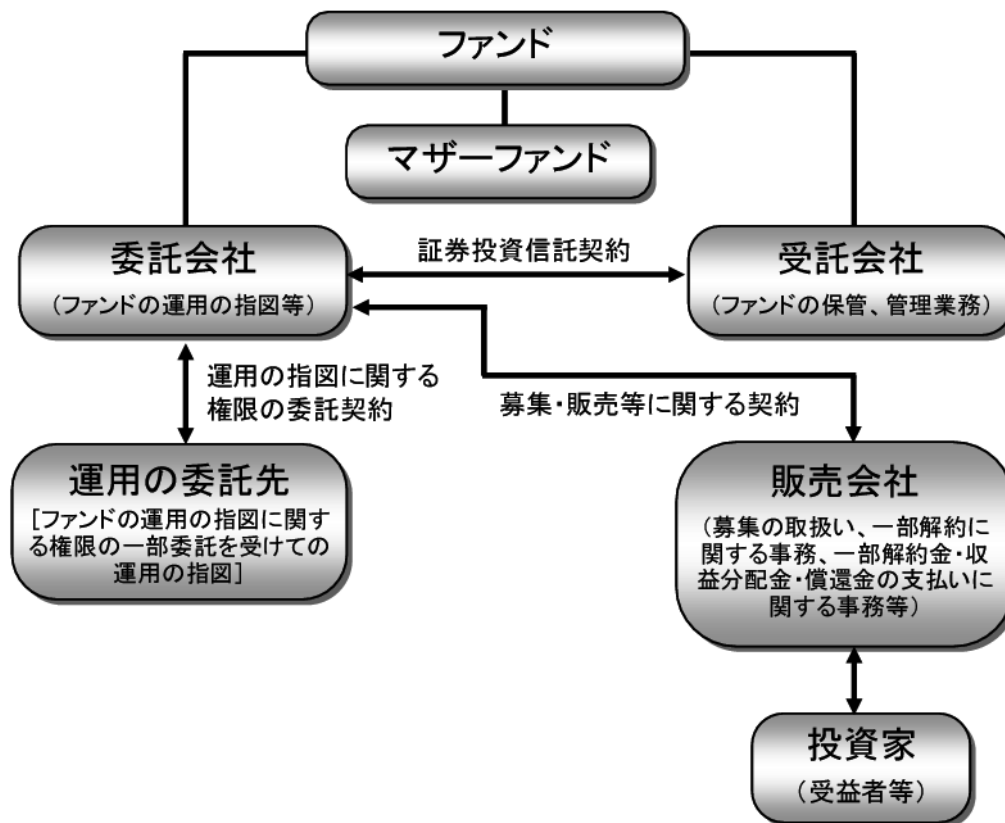 ファンド
マザーファンド
委託会社
（ファンドの運用の指図等）
証券投資信託契約
受託会社
（ファンドの保管、管理業務）
運用の指図に関する
権限の委託契約
募集・販売等に関する契約
運用の委託先
［ファンドの運用の指図に関す
る権限の一部委託を受けての
運用の指図］
販売会社
（募集の取扱い、一部解約に
関する事務、一部解約金・収
益分配金・償還金の支払いに
関する事務等）
投資家
（受益者等）